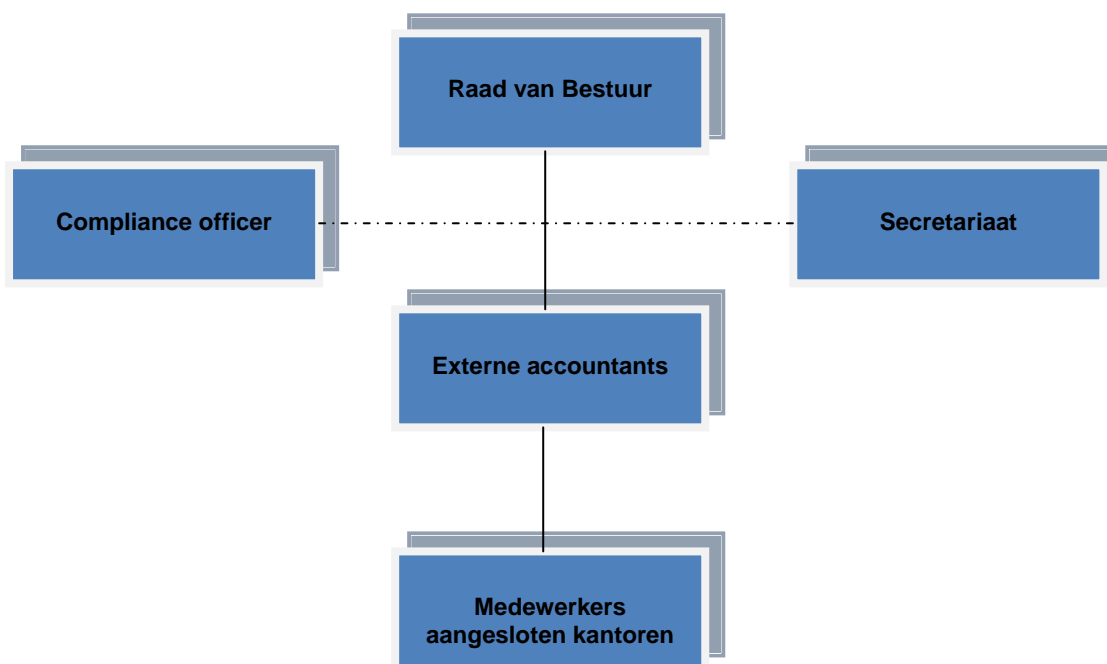 Raad van Bestuur
Compliance officer
Secretariaat
Externe accountants
Medewerkers
aangesloten kantoren